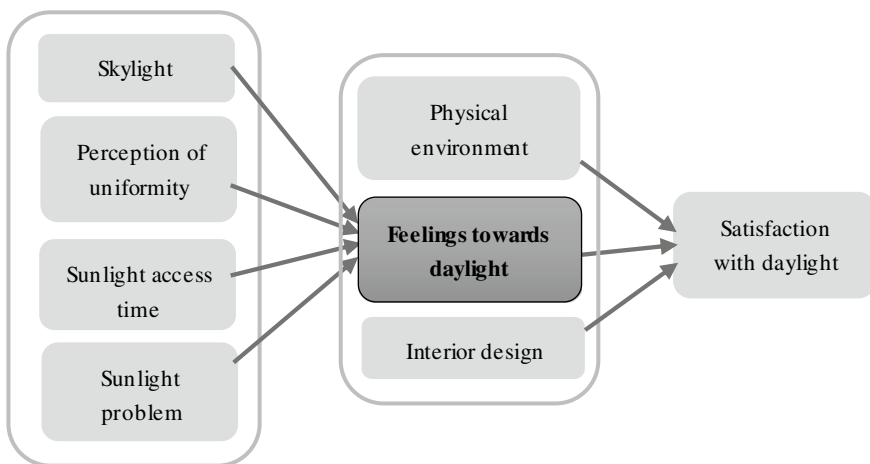 Skylight
Perception of
uniformity
Sunlight access
time
Sunlight
problem
Physical
environment
Feelings towards
daylight
Interior design
Satisfaction
with daylight